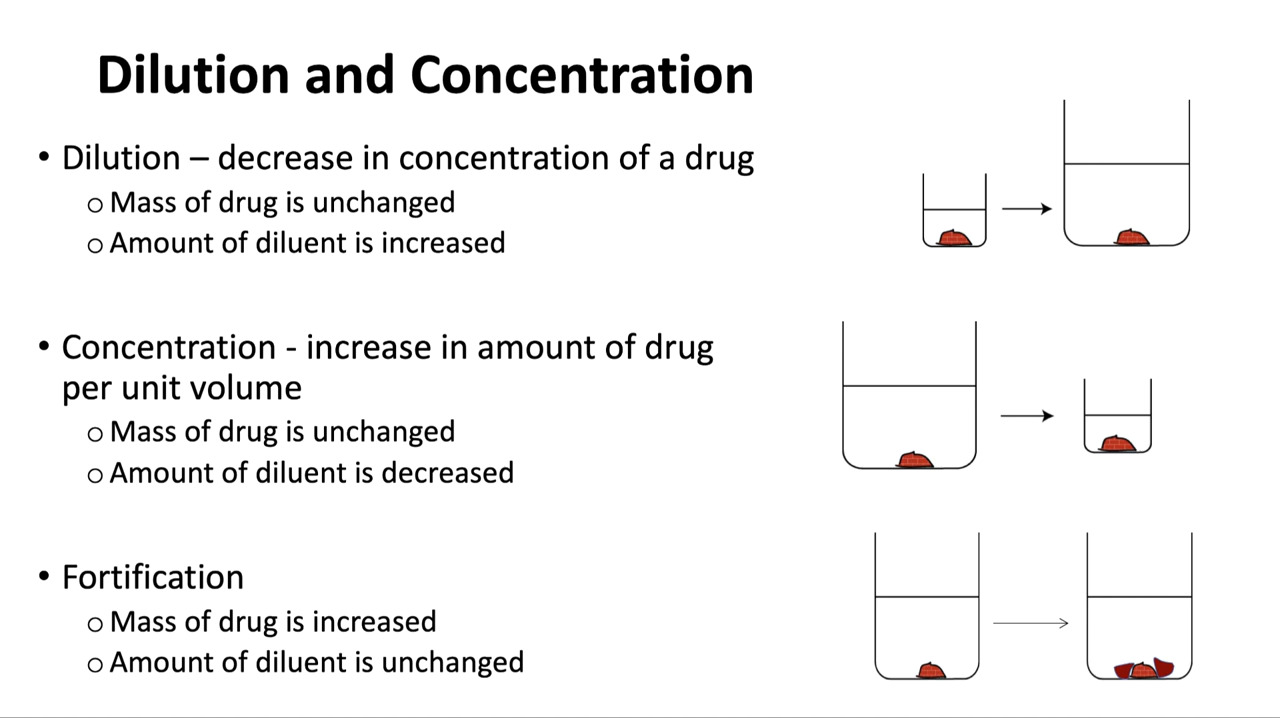 Dilution and Concentration
• Dilution – decrease in concentration of a drug
o Mass of drug is unchanged
o Amount of diluent is increased
• Concentration - increase in amount of drug
per unit volume
o Mass of drug is unchanged
o Amount of diluent is decreased
• Fortification
o Mass of drug is increased
o Amount of diluent is unchanged